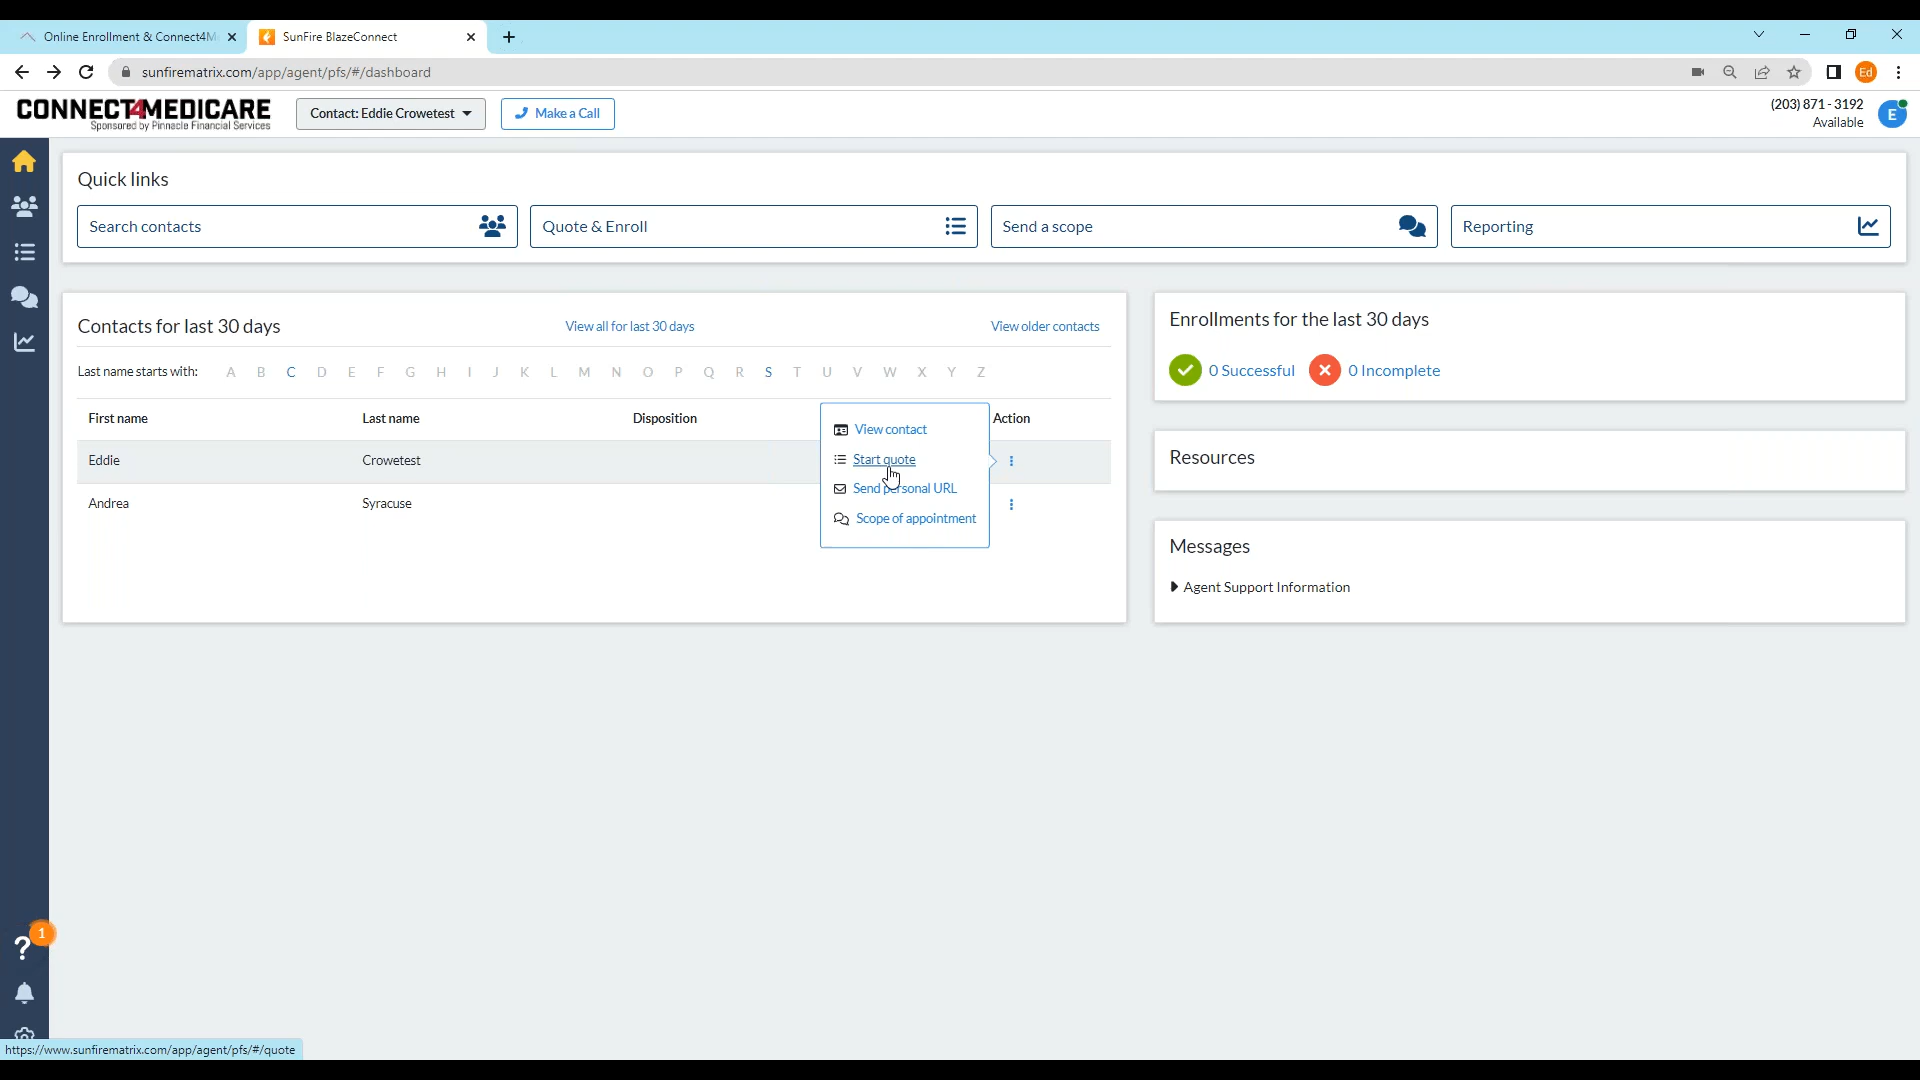 Online Enrollment & Connect4M
SunFire BlazeConnect
sunfirematrix.com/app/agent/pfs/#/dashboard
Ed
CONNECT4MEDICARE
Sponsored by Pinnacle Financial Services
Contact: Eddie Crowetest
Make a Call
(203) 871 - 3192
Available
E
Quick links
Search contacts
Quote & Enroll
Send a scope
Reporting
Contacts for last 30 days
View all for last 30 days
View older contacts
Last name starts with: A B C D E F G H I J K L M N O P Q R S T U V W X Y Z
First name Last name Disposition Action
Eddie Crowetest
Andrea Syracuse
View contact
Start quote
Send personal URL
Scope of appointment
Enrollments for the last 30 days
0 Successful
0 Incomplete
Resources
Messages
Agent Support Information
1
?
https://www.sunfirematrix.com/app/agent/pfs/#/quote